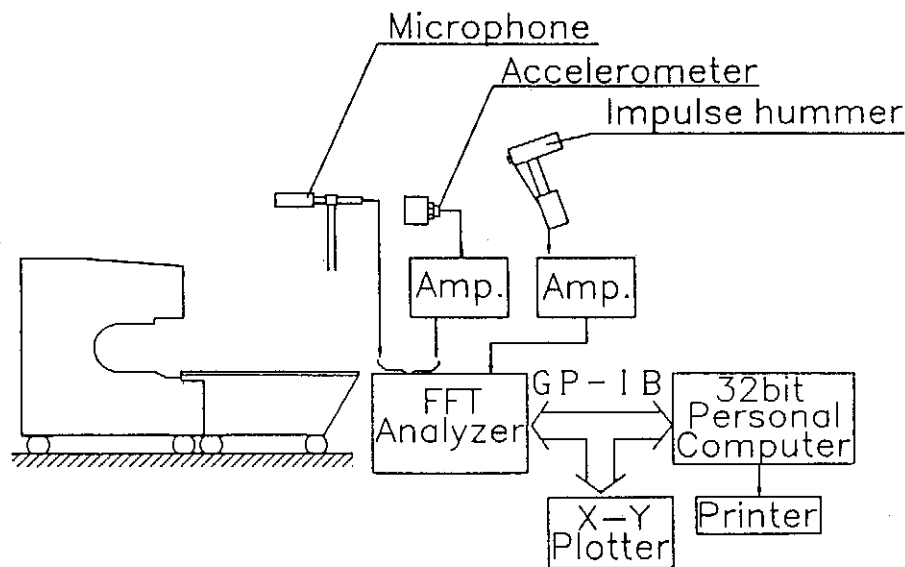 Microphone
Accelerometer
Impulse hummer
Amp.
Amp.
FFT
Analyzer
GP-IB
32bit
Personal
Computer
X-Y
Plotter
Printer